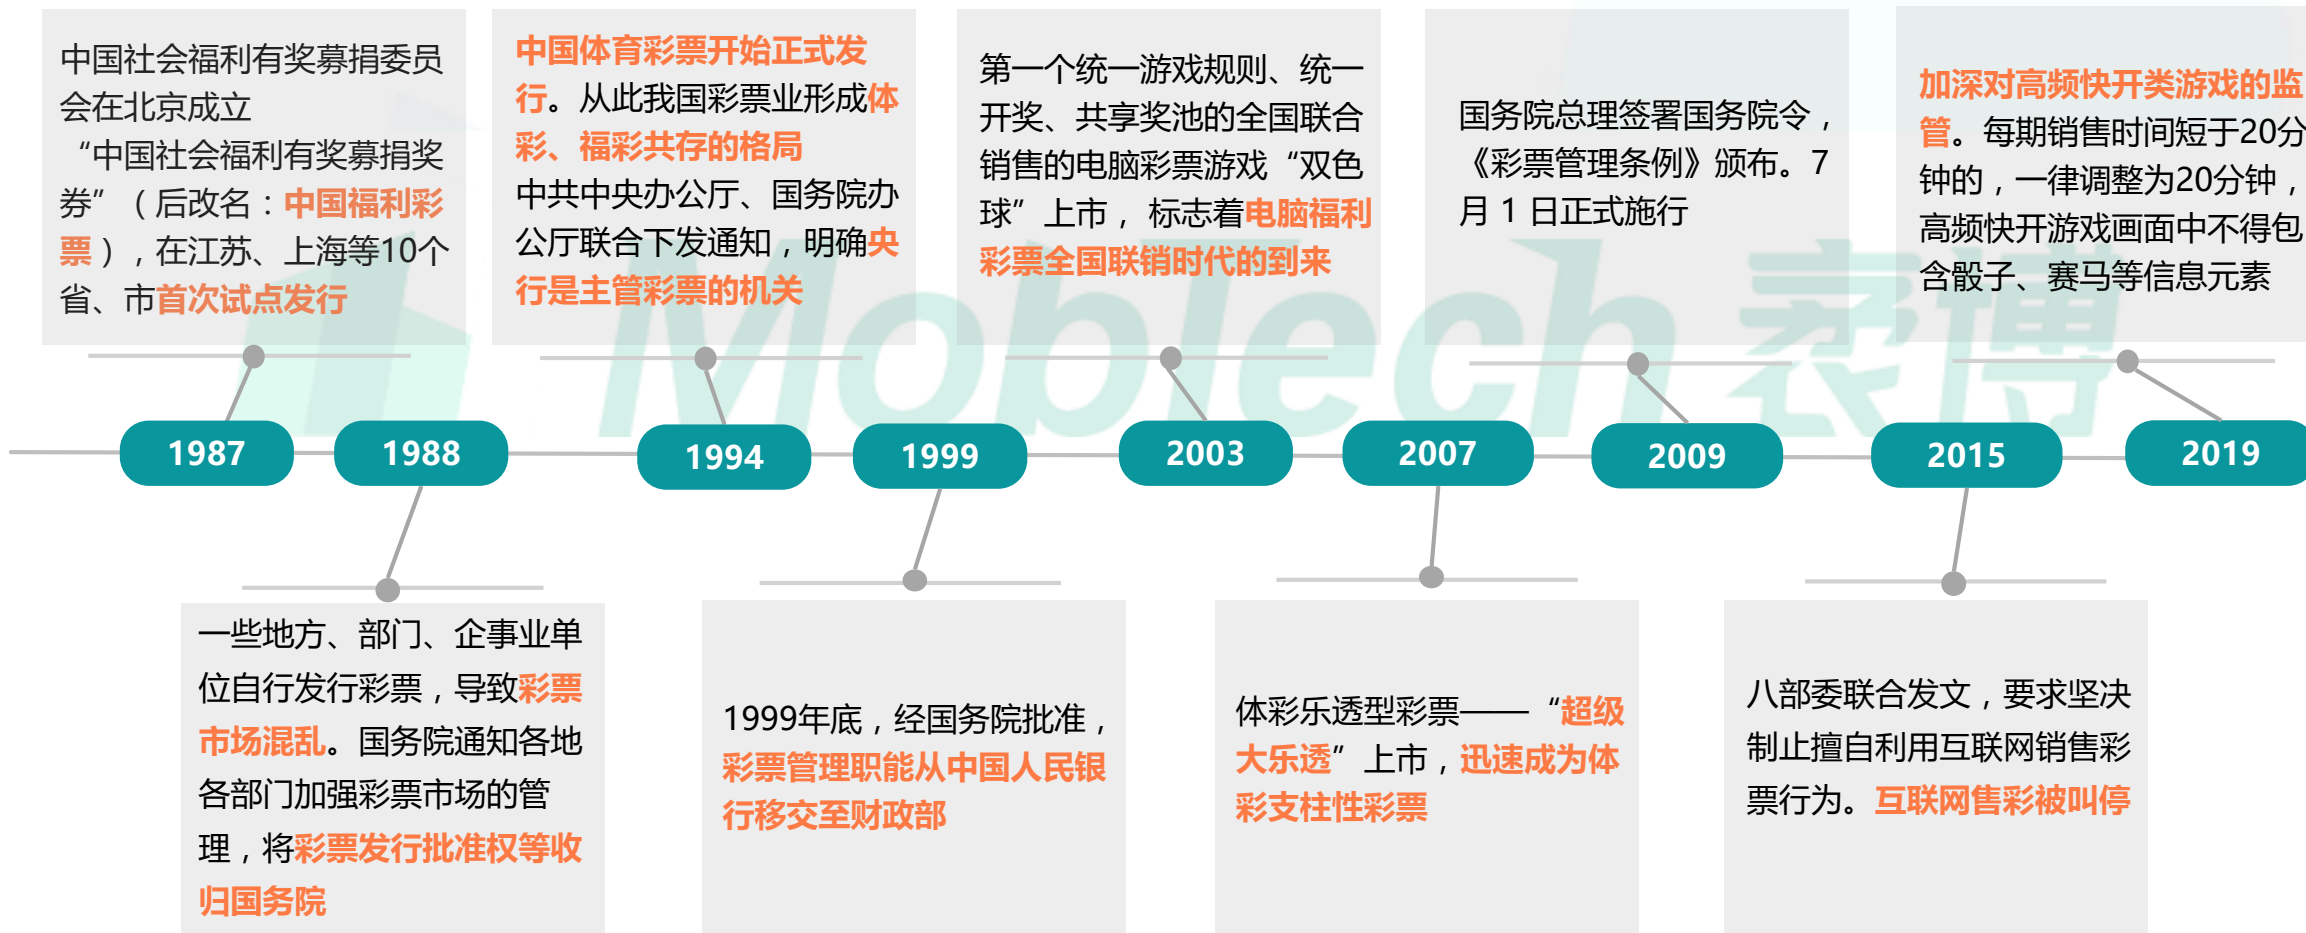 中国社会福利有奖募捐委员
会在北京成立
“中国社会福利有奖募捐奖
券”（后改名：中国福利彩
票），在江苏、上海等10个
省、市首次试点发行
中国体育彩票开始正式发
行。从此我国彩票业形成体
彩、福彩共存的格局
中共中央办公厅、国务院办
公厅联合下发通知，明确央
行是主管彩票的机关
第一个统一游戏规则、统一
开奖、共享奖池的全国联合
销售的电脑彩票游戏“双色
球”上市， 标志着电脑福利
彩票全国联销时代的到来
国务院总理签署国务院令，
《彩票管理条例》颁布。7
月 1 日正式施行
加深对高频快开类游戏的监
管。每期销售时间短于20分
钟的，一律调整为20分钟，
高频快开游戏画面中不得包
含骰子、赛马等信息元素
MobTech 袤博
1987
1988
1994
1999
2003
2007
2009
2015
2019
一些地方、部门、企事业单
位自行发行彩票，导致彩票
市场混乱。国务院通知各地
各部门加强彩票市场的管
理，将彩票发行批准权等收
归国务院
1999年底，经国务院批准，
彩票管理职能从中国人民银
行移交至财政部
体彩乐透型彩票——“超级
大乐透”上市，迅速成为体
彩支柱性彩票
八部委联合发文，要求坚决
制止擅自利用互联网销售彩
票行为。互联网售彩被叫停